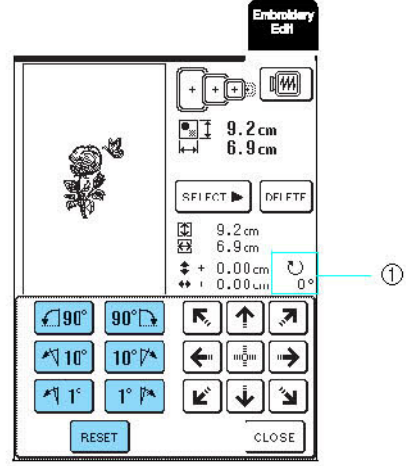 Embroidery
Edit
9.2 cm
6.9 cm
SELECT
DELETE
9.2 cm
6.9 cm
+ 0.00 cm
+ 0.00 cm
0°
①
90° 90°
10° 10°
1° 1°
RESET
CLOSE